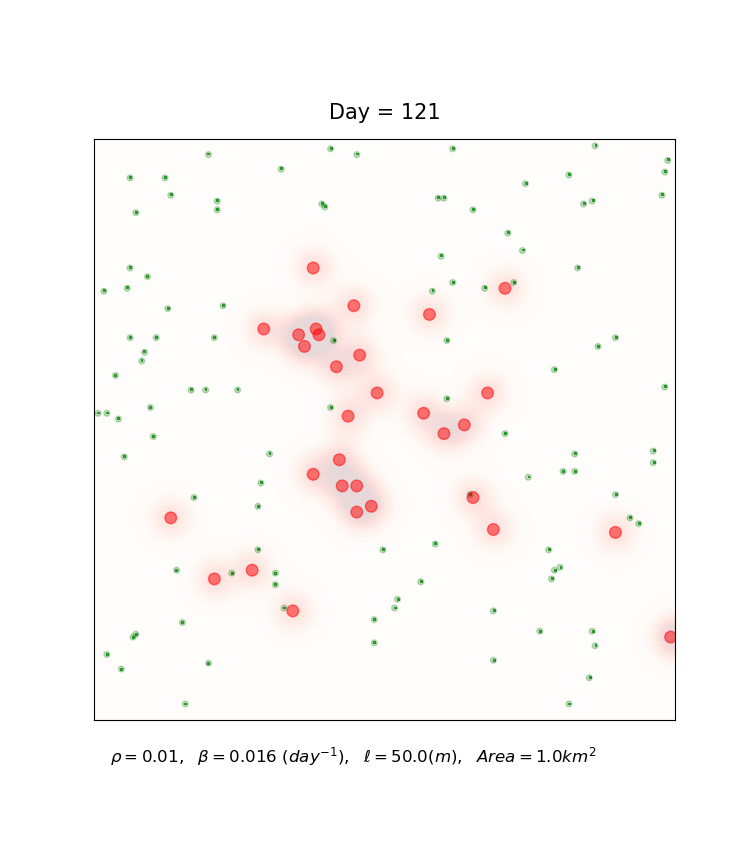 Day = 121
ρ = 0.01, β = 0.016 (day⁻¹), ℓ = 50.0(m), Area = 1.0km²